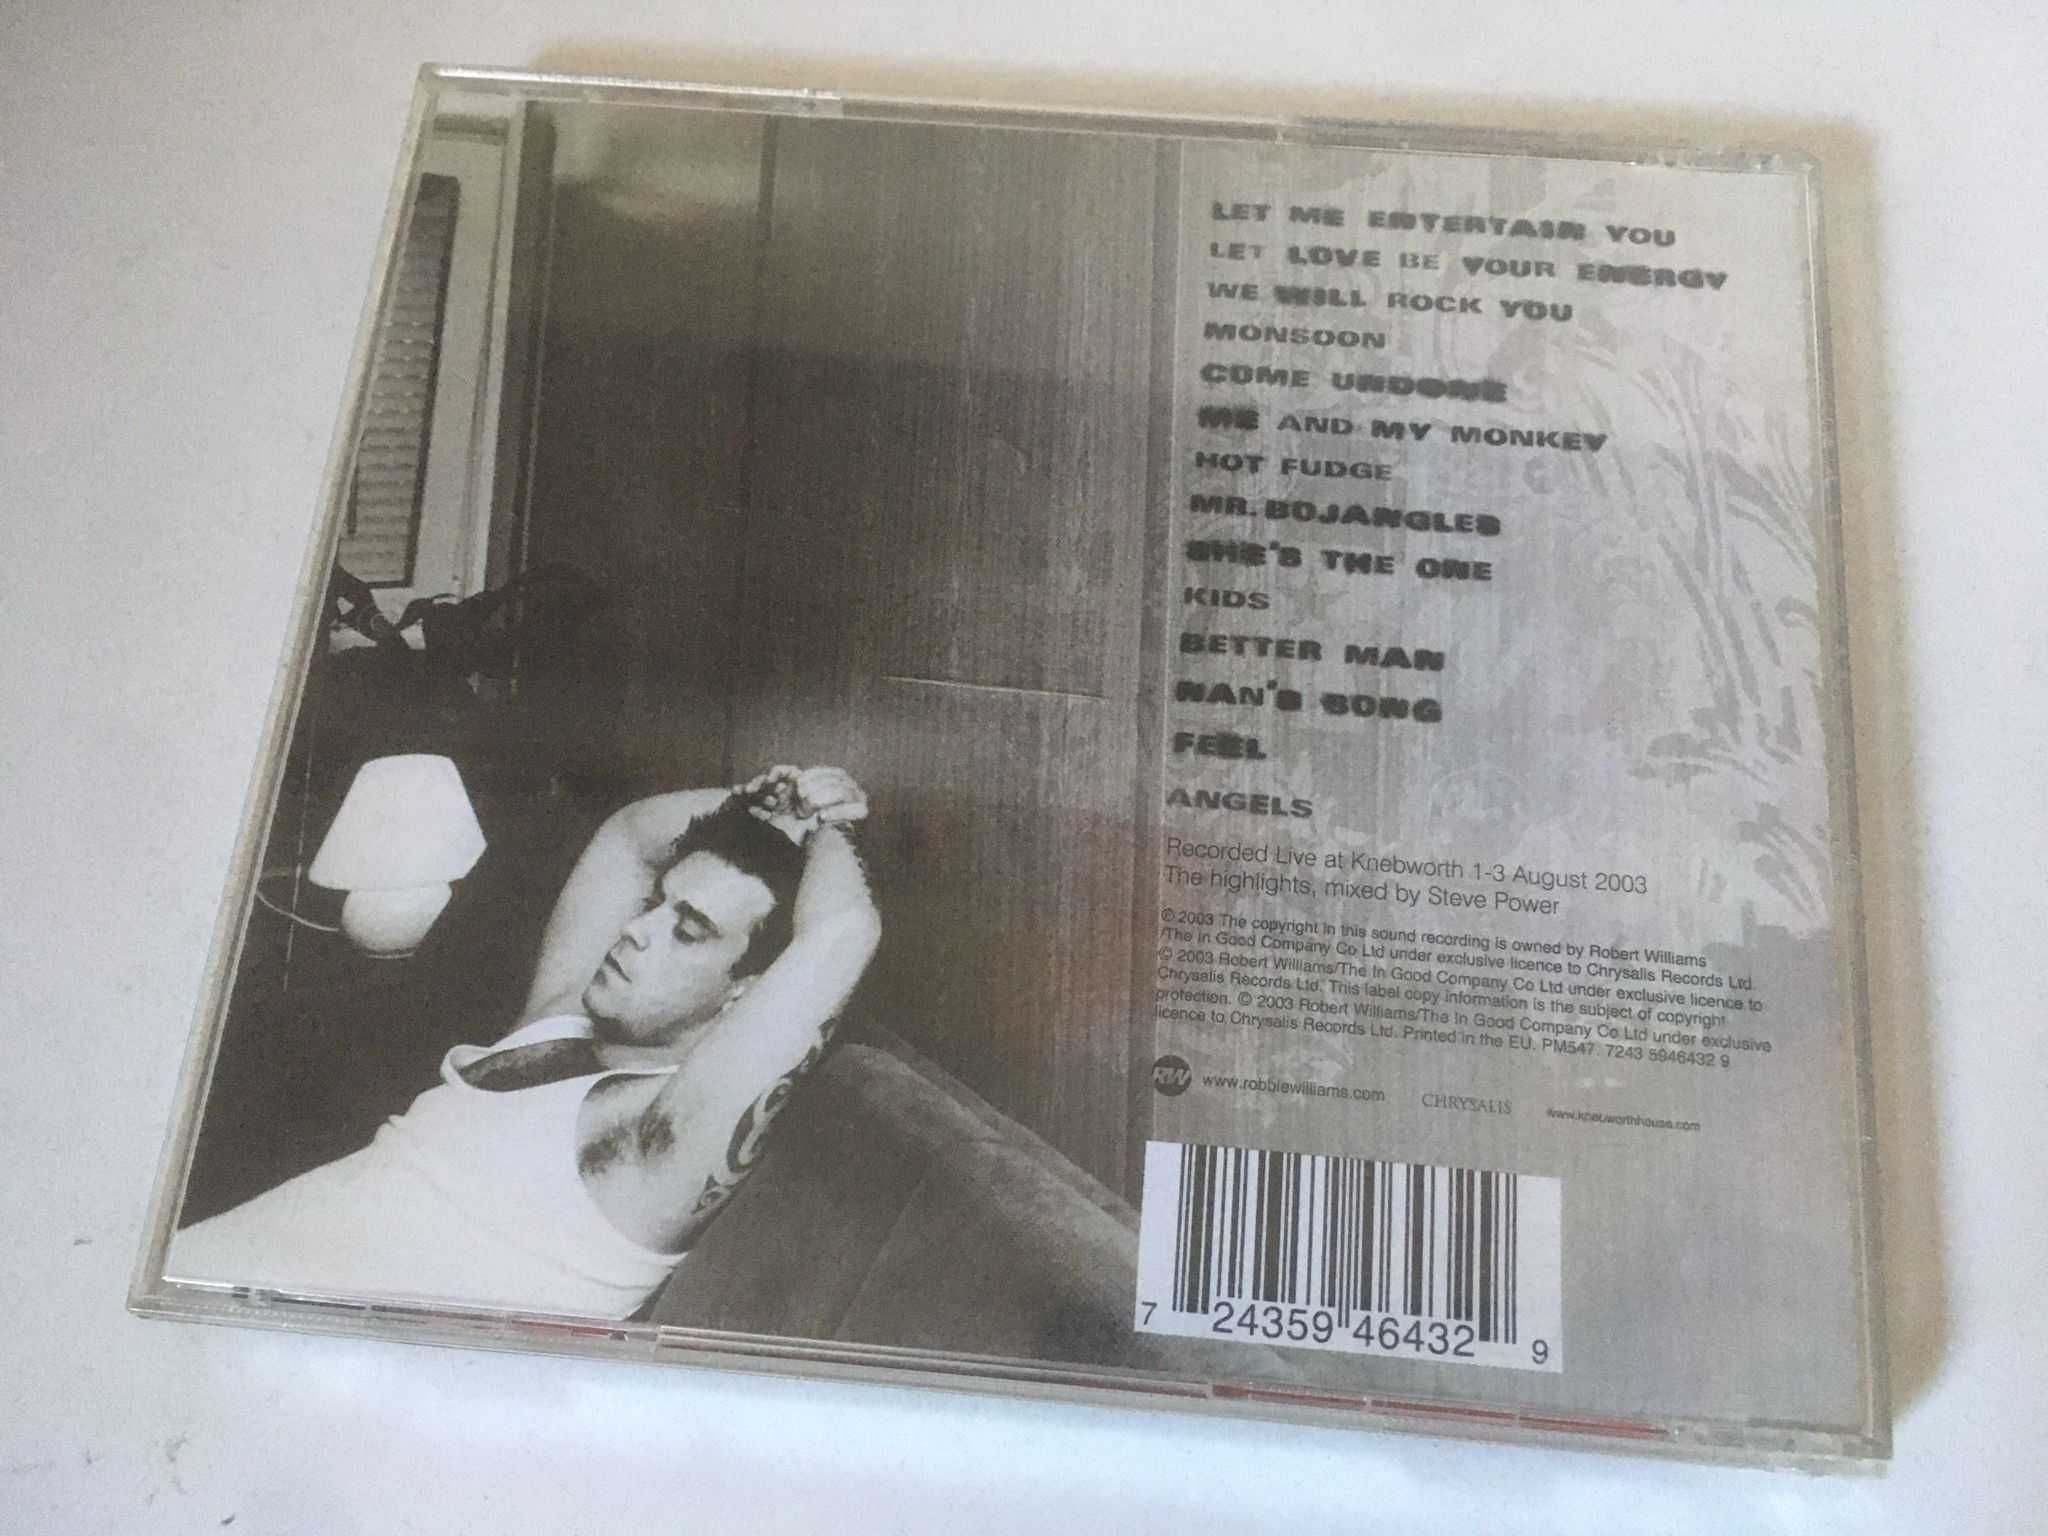 LET ME ENTERTAIN YOU
LET LOVE BE YOUR ENERGY
WE WILL ROCK YOU
MONSOON
COME UNDONE
ME AND MY MONKEY
HOT FUDGE
MR. BOJANGLES
SHE'S THE ONE
KIDS
BETTER MAN
NAN'S SONG
FEEL
ANGELS
Recorded Live at Knebworth 1-3 August 2003
The highlights, mixed by Steve Power
℗ 2003 The copyright in this sound recording is owned by Robert Williams
/The In Good Company Co Ltd under exclusive licence to Chrysalis Records Ltd.
© 2003 Robert Williams/The In Good Company Co Ltd under exclusive licence to
Chrysalis Records Ltd. This label copy information is the subject of copyright
protection. © 2003 Robert Williams/The In Good Company Co Ltd under exclusive
licence to Chrysalis Records Ltd. Printed in the EU. PM547 7243 5946432 9
RW www.robbiewilliams.com CHRYSALIS www.knebworthhouse.com
7 24359 46432 9